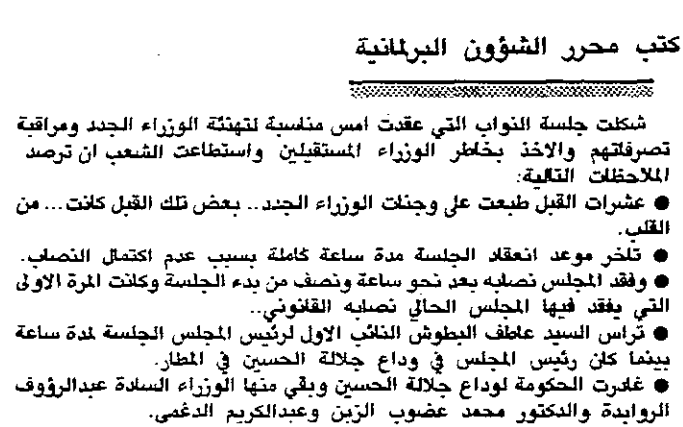 كتب محرر الشؤون البرلمانية
شكلت جلسة النواب التي عقدت امس مناسبة لتهنئة الوزراء الجدد ومراقبة
تصرفاتهم والاخذ بخاطر الوزراء المستقيلين واستطاعت الشعب ان ترصد
الملاحظات التالية:
● عشرات القبل طبعت على وجنات الوزراء الجدد.. بعض تلك القبل كانت... من
القلب.
● تاخر موعد انعقاد الجلسة مدة ساعة كاملة بسبب عدم اكتمال النصاب.
● وفقد المجلس نصابه بعد نحو ساعة ونصف من بدء الجلسة وكانت المرة الاولى
التي يفقد فيها المجلس الحالي نصابه القانوني..
● تراس السيد عاطف البطوش النائب الاول لرئيس المجلس الجلسة لمدة ساعة
بينما كان رئيس المجلس في وداع جلالة الحسين في المطار.
● غادرت الحكومة لوداع جلالة الحسين وبقي منها الوزراء السادة عبدالرؤوف
الروابدة والدكتور محمد عضوب الزبن وعبدالكريم الدغمي.